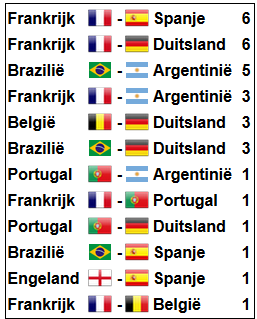 Frankrijk - Spanje 6
Frankrijk - Duitsland 6
Brazilië - Argentinië 5
Frankrijk - Argentinië 3
België - Duitsland 3
Brazilië - Duitsland 3
Portugal - Argentinië 1
Frankrijk - Portugal 1
Portugal - Duitsland 1
Brazilië - Spanje 1
Engeland - Spanje 1
Frankrijk - België 1